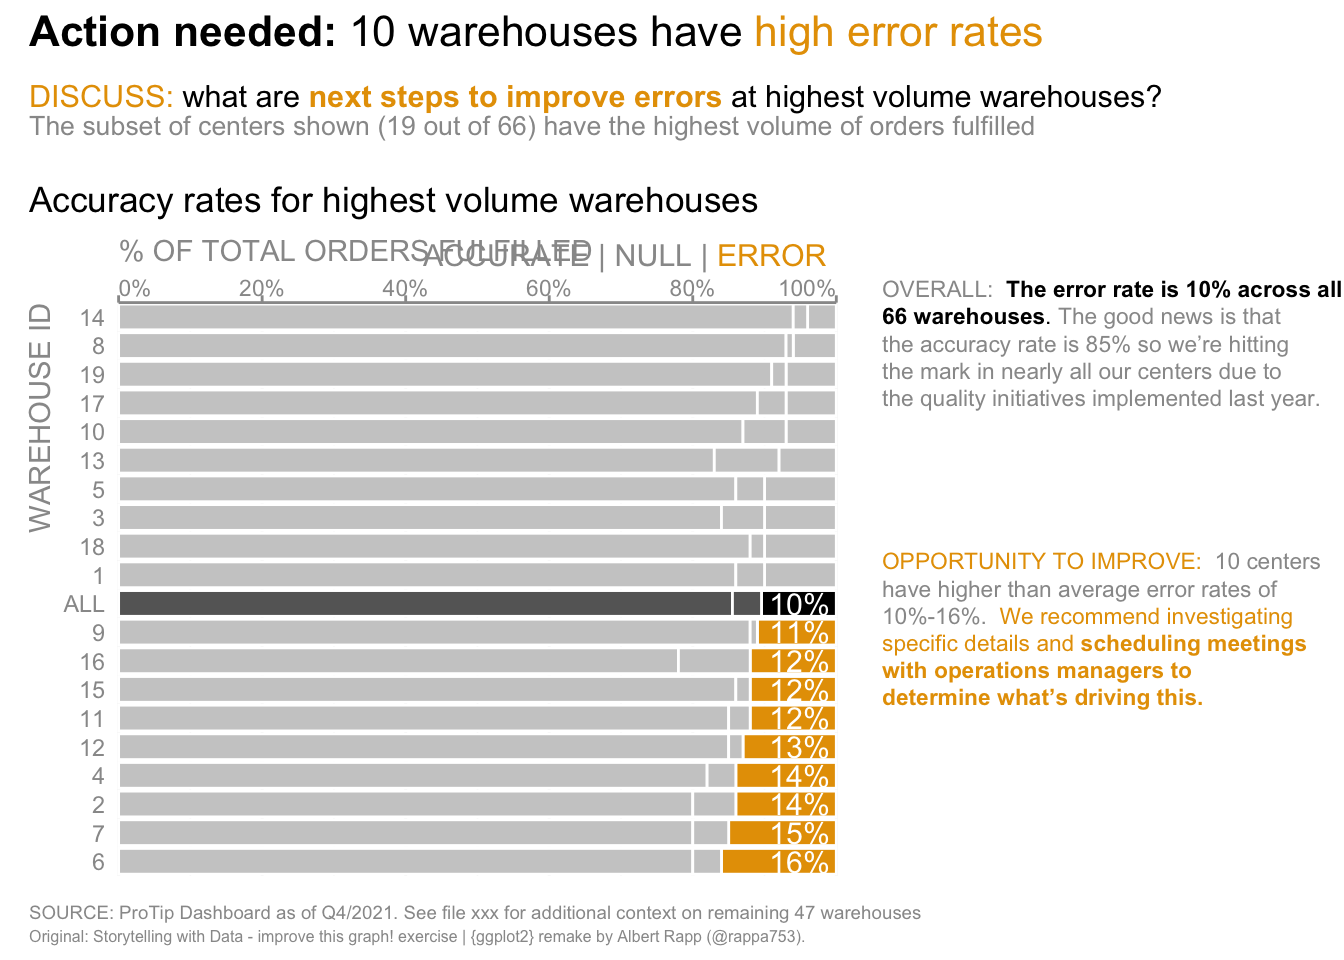 Action needed: 10 warehouses have high error rates
DISCUSS: what are next steps to improve errors at highest volume warehouses?
The subset of centers shown (19 out of 66) have the highest volume of orders fulfilled
Accuracy rates for highest volume warehouses
% OF TOTAL ORDERS FULFILLED
ACCURATE | NULL | ERROR
0% 20% 40% 60% 80% 100%
WAREHOUSE ID
14
8
19
17
10
13
5
3
18
1
ALL 10%
9 11%
16 12%
15 12%
11 12%
12 13%
4 14%
2 14%
7 15%
6 16%
OVERALL: The error rate is 10% across all
66 warehouses. The good news is that
the accuracy rate is 85% so we’re hitting
the mark in nearly all our centers due to
the quality initiatives implemented last year.
OPPORTUNITY TO IMPROVE: 10 centers
have higher than average error rates of
10%-16%. We recommend investigating
specific details and scheduling meetings
with operations managers to
determine what’s driving this.
SOURCE: ProTip Dashboard as of Q4/2021. See file xxx for additional context on remaining 47 warehouses
Original: Storytelling with Data - improve this graph! exercise | {ggplot2} remake by Albert Rapp (@rappa753).